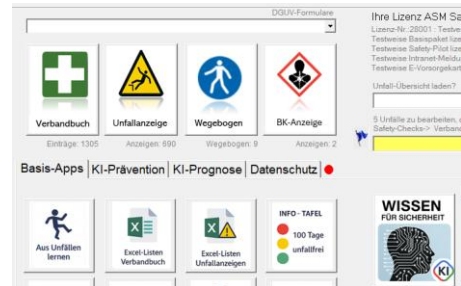 DGUV-Formulare
Ihre Lizenz ASM Sa
Lizenz-Nr.:28001 : Testwe
Testweise Basispaket lize
Testweise Safety-Pilot lize
Testweise Intranet-Meldu
Testweise E-Vorsorgekart
Unfall-Übersicht laden?
Verbandbuch
Unfallanzeige
Wegebogen
BK-Anzeige
Einträge: 1305
Anzeigen: 690
Wegebogen: 9
Anzeigen: 2
5 Unfälle zu bearbeiten,
Safety-Checks-> Verban
Basis-Apps
KI-Prävention
KI-Prognose
Datenschutz
Aus Unfällen
lernen
Excel-Listen
Verbandbuch
Excel-Listen
Unfallanzeigen
INFO - TAFEL
100 Tage
unfallfrei
WISSEN
FÜR SICHERHEIT
KI